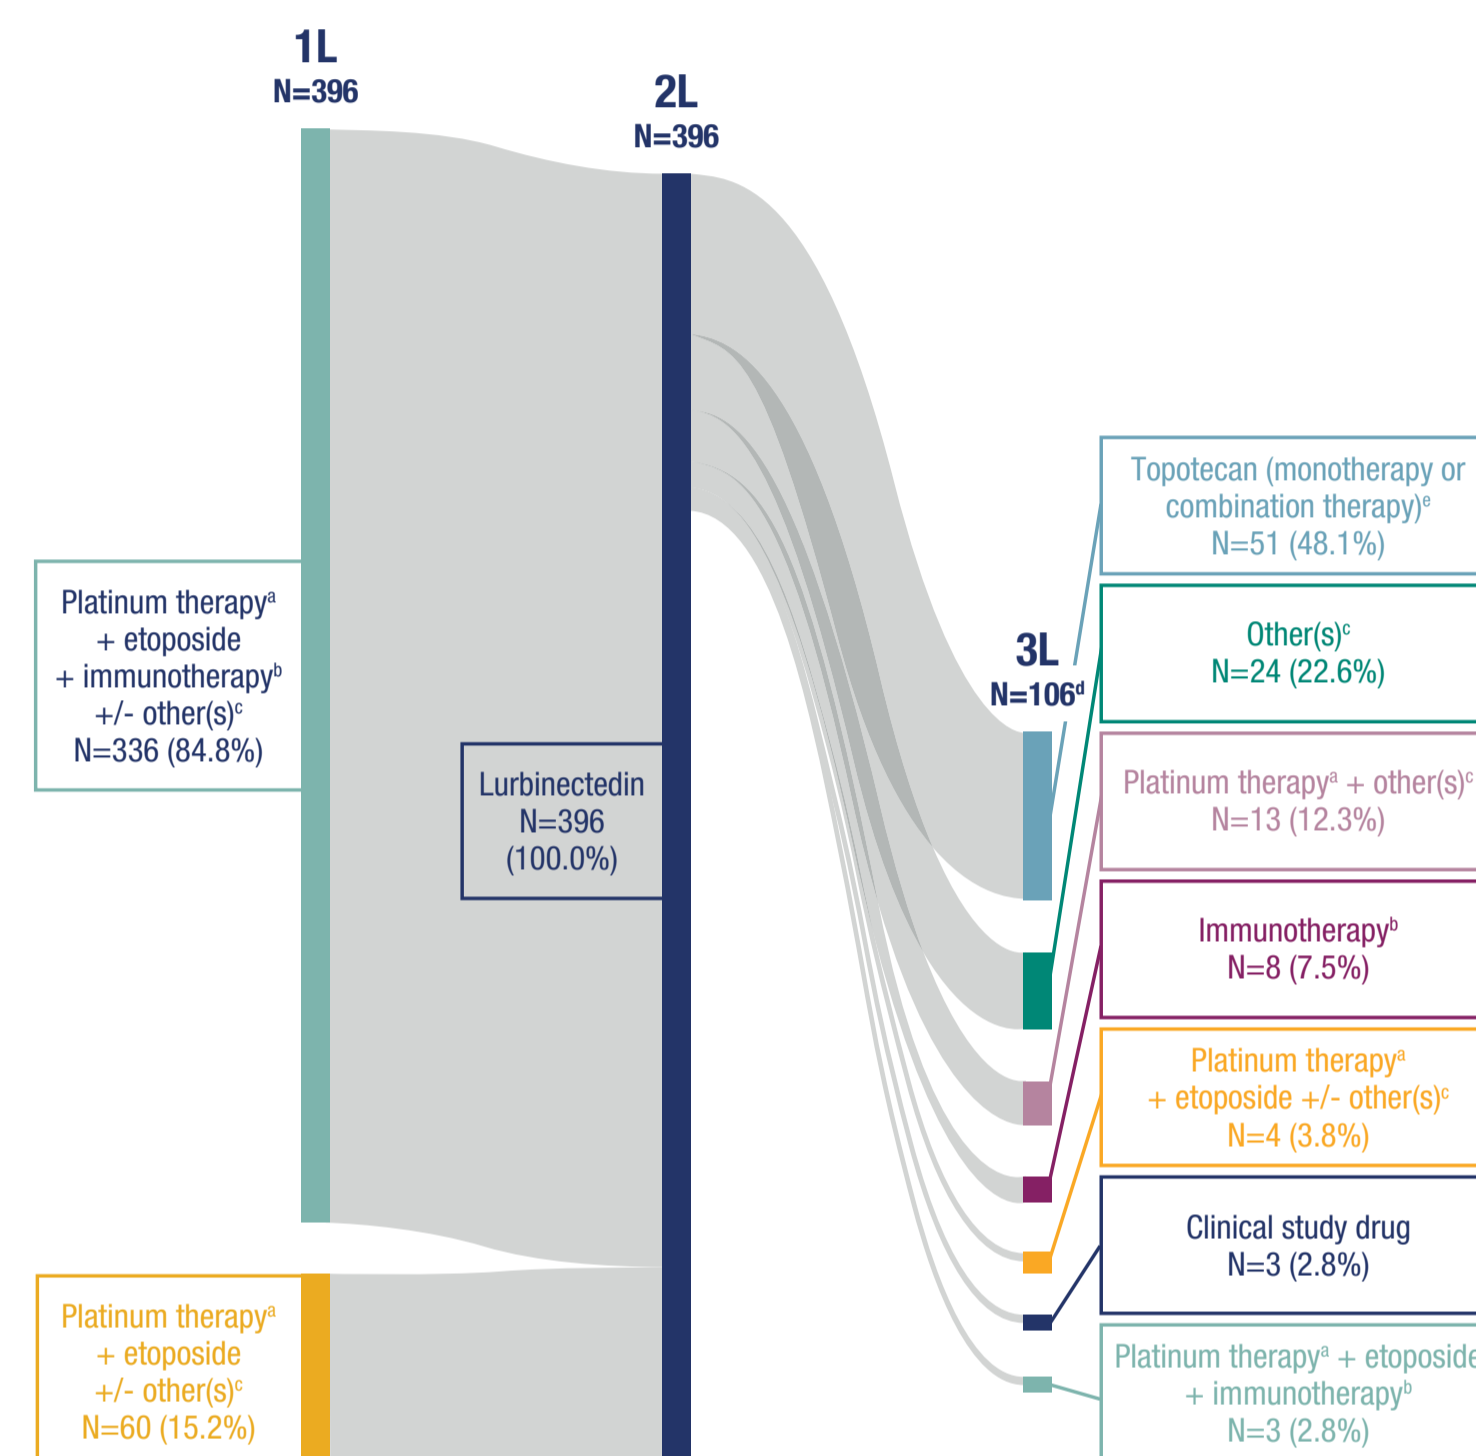 1L
N=396
2L
N=396
Platinum therapyᵃ
+ etoposide
+ immunotherapyᵇ
+/- other(s)ᶜ
N=336 (84.8%)
Lurbinectedin
N=396
(100.0%)
Platinum therapyᵃ
+ etoposide
+/- other(s)ᶜ
N=60 (15.2%)
3L
N=106ᵈ
Topotecan (monotherapy or
combination therapy)ᵉ
N=51 (48.1%)
Other(s)ᶜ
N=24 (22.6%)
Platinum therapyᵃ + other(s)ᶜ
N=13 (12.3%)
Immunotherapyᵇ
N=8 (7.5%)
Platinum therapyᵃ
+ etoposide +/- other(s)ᶜ
N=4 (3.8%)
Clinical study drug
N=3 (2.8%)
Platinum therapyᵃ + etoposide
+ immunotherapyᵇ
N=3 (2.8%)